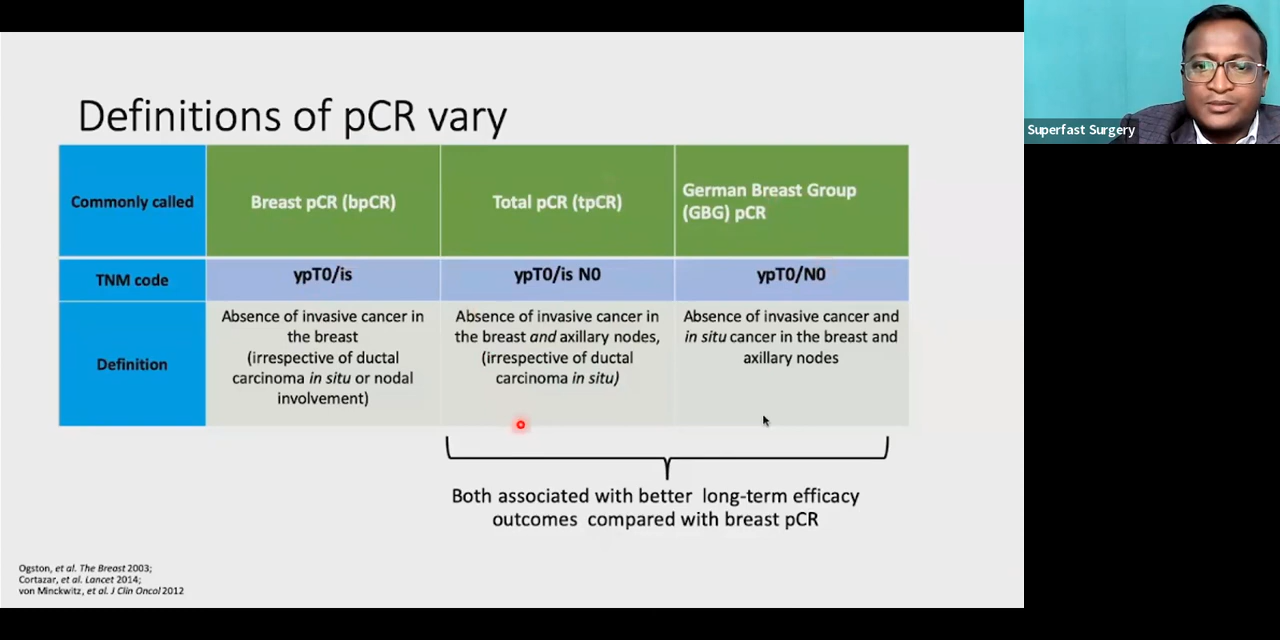 Definitions of pCR vary
Commonly called
Breast pCR (bpCR)
Total pCR (tpCR)
German Breast Group
(GBG) pCR
TNM code
ypT0/is
ypT0/is N0
ypT0/N0
Definition
Absence of invasive cancer in
the breast
(irrespective of ductal
carcinoma in situ or nodal
involvement)
Absence of invasive cancer in
the breast and axillary nodes,
(irrespective of ductal
carcinoma in situ)
Absence of invasive cancer and
in situ cancer in the breast and
axillary nodes
Both associated with better long-term efficacy
outcomes compared with breast pCR
Ogston, et al. The Breast 2003;
Cortazar, et al. Lancet 2014;
von Minckwitz, et al. J Clin Oncol 2012
Superfast Surgery